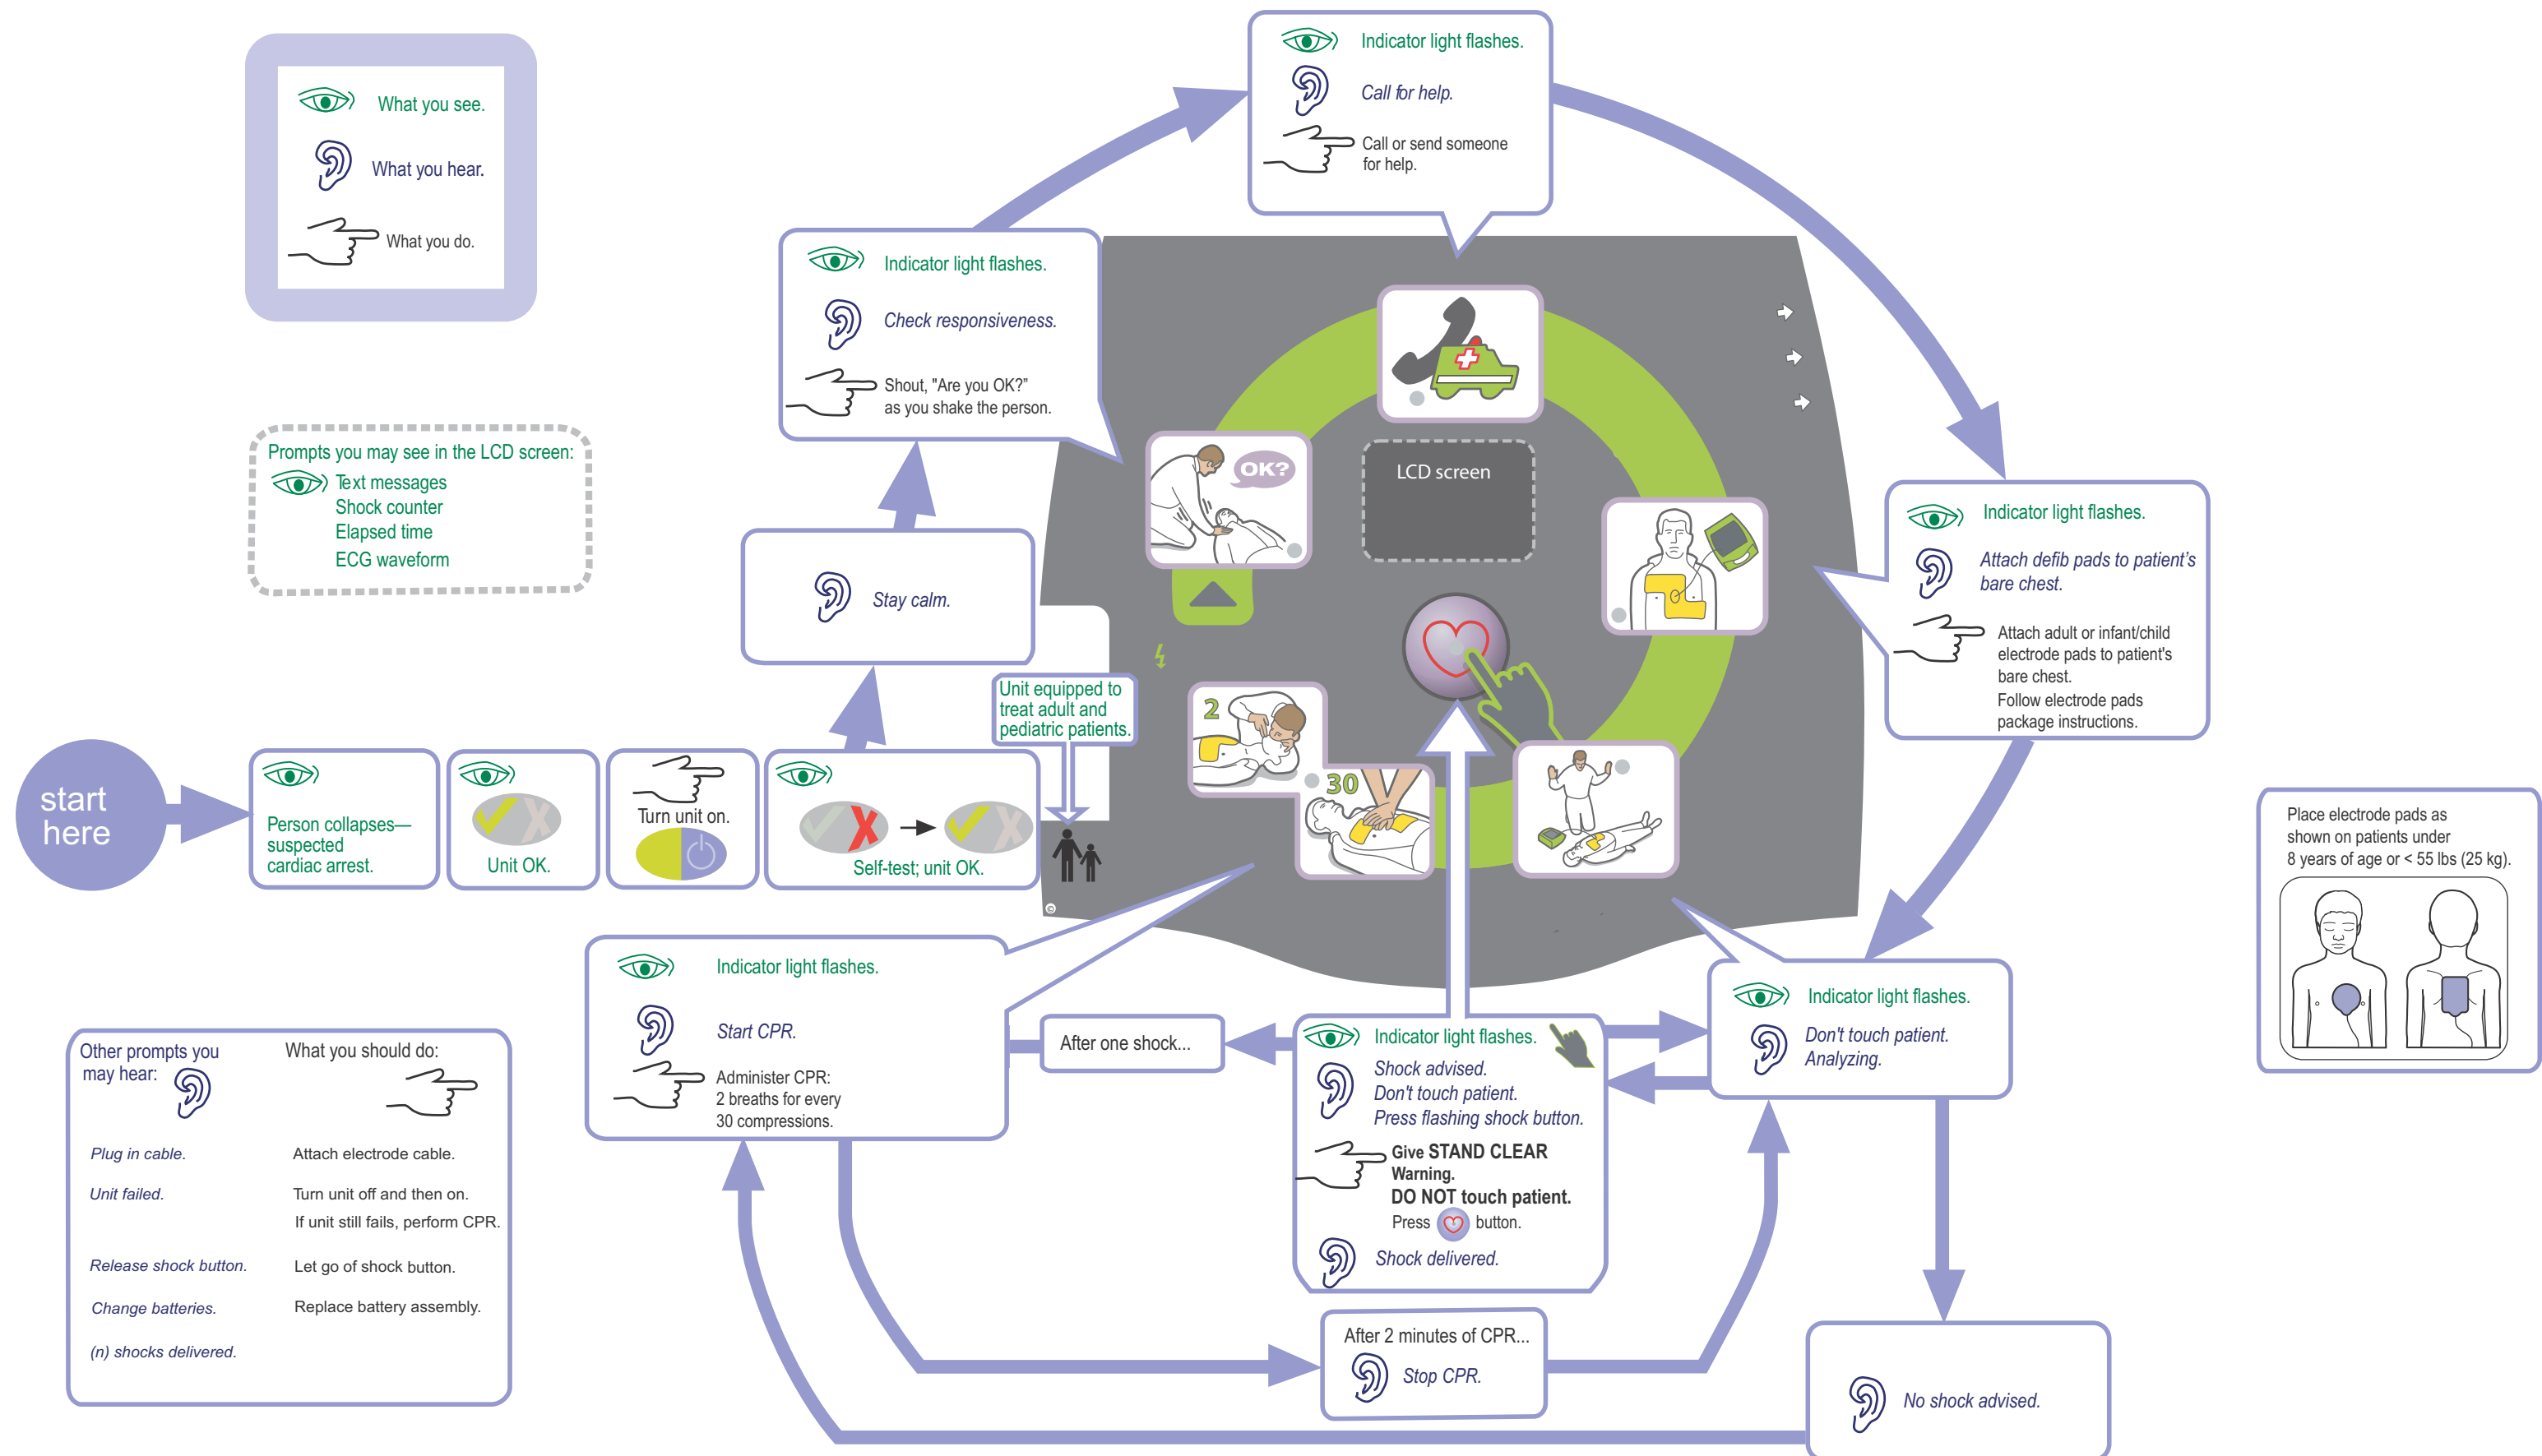 What you see.
What you hear.
What you do.
Prompts you may see in the LCD screen:
Text messages
Shock counter
Elapsed time
ECG waveform
start
here
Person collapses—
suspected
cardiac arrest.
Unit OK.
Turn unit on.
Self-test; unit OK.
Unit equipped to
treat adult and
pediatric patients.
Stay calm.
Indicator light flashes.
Check responsiveness.
Shout, "Are you OK?”
as you shake the person.
Indicator light flashes.
Call for help.
Call or send someone
for help.
OK?
LCD screen
2
30
Indicator light flashes.
Attach defib pads to patient's
bare chest.
Attach adult or infant/child
electrode pads to patient's
bare chest.
Follow electrode pads
package instructions.
Place electrode pads as
shown on patients under
8 years of age or < 55 lbs (25 kg).
Indicator light flashes.
Don't touch patient.
Analyzing.
Indicator light flashes.
Shock advised.
Don't touch patient.
Press flashing shock button.
Give STAND CLEAR
Warning.
DO NOT touch patient.
Press button.
Shock delivered.
After one shock...
Indicator light flashes.
Start CPR.
Administer CPR:
2 breaths for every
30 compressions.
After 2 minutes of CPR...
Stop CPR.
No shock advised.
Other prompts you
may hear:
What you should do:
Plug in cable.
Attach electrode cable.
Unit failed.
Turn unit off and then on.
If unit still fails, perform CPR.
Release shock button.
Let go of shock button.
Change batteries.
Replace battery assembly.
(n) shocks delivered.